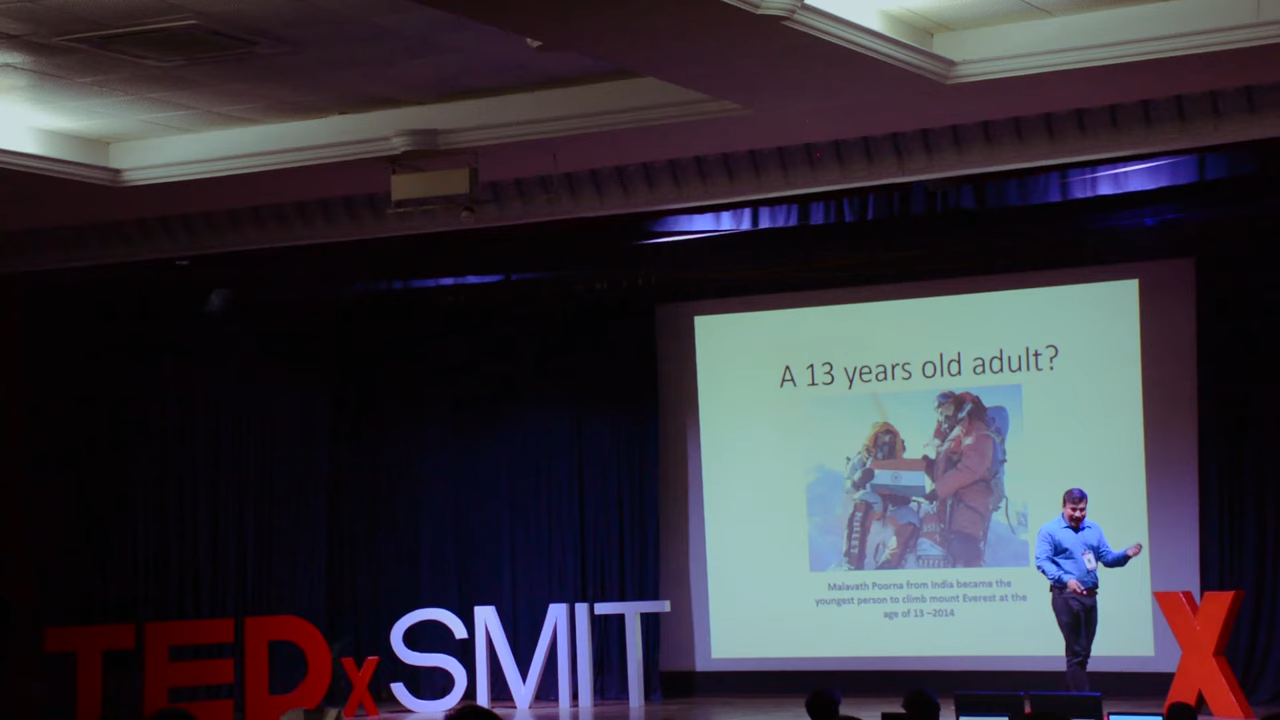 A 13 years old adult?
Malavath Poorna from India became the
youngest person to climb mount Everest at the
age of 13 –2014
TEDxSMIT
X